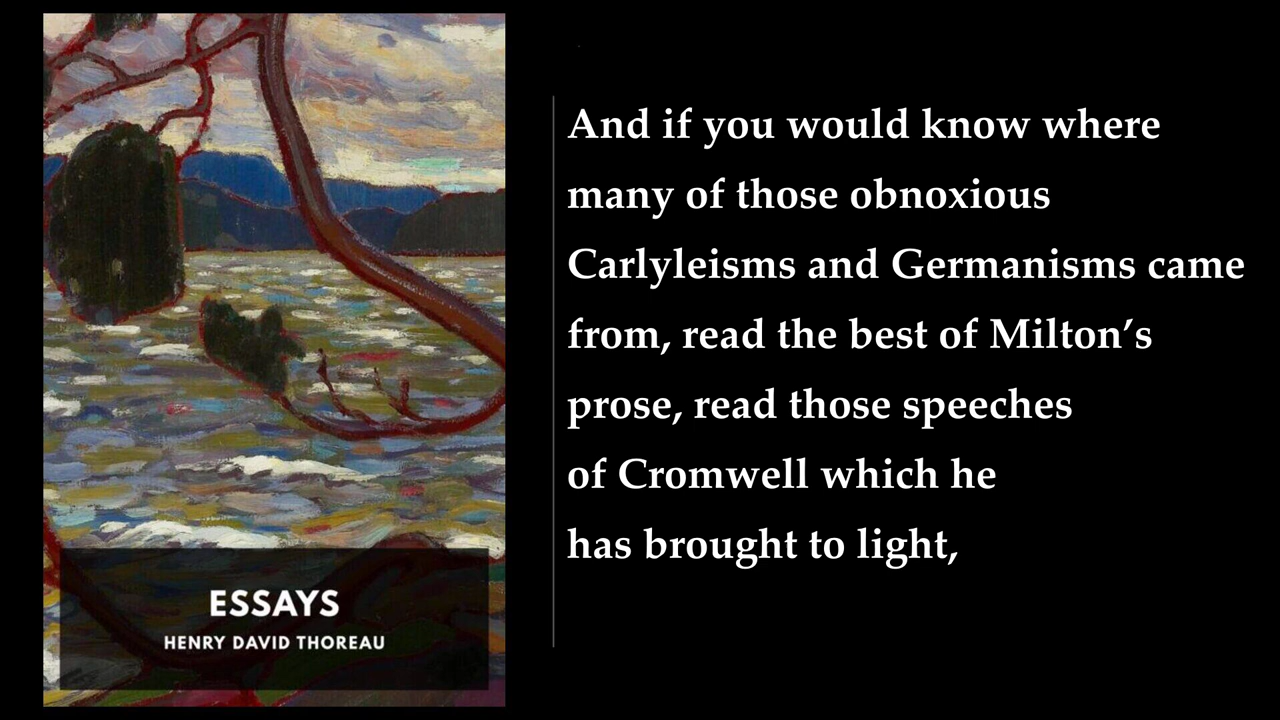 ESSAYS
HENRY DAVID THOREAU
And if you would know where
many of those obnoxious
Carlyleisms and Germanisms came
from, read the best of Milton’s
prose, read those speeches
of Cromwell which he
has brought to light,